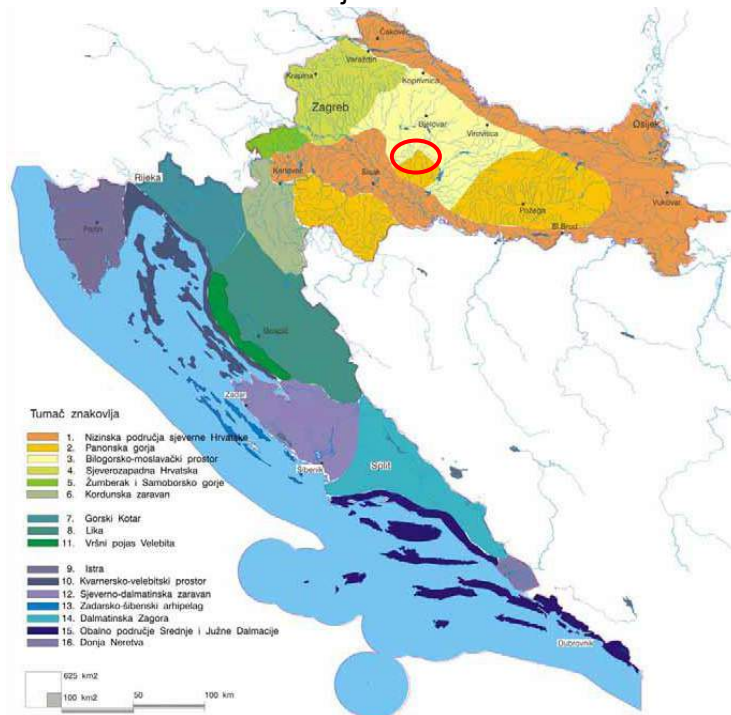 Čakovec
Varaždin
Krapina
Koprivnica
Zagreb
Bjelovar
Virovitica
Osijek
Rijeka
Karlovac
Sisak
Požega
Sl.Brod
Vukovar
Pazin
Gospić
Zadar
Šibenik
Split
Dubrovnik
Tumač znakovlja
1. Nizinska područja sjeverne Hrvatske
2. Panonska gorja
3. Bilogorsko-moslavački prostor
4. Sjeverozapadna Hrvatska
5. Žumberak i Samoborsko gorje
6. Kordunska zaravan
7. Gorski Kotar
8. Lika
11. Vršni pojas Velebita
9. Istra
10. Kvarnersko-velebitski prostor
12. Sjeverno-dalmatinska zaravan
13. Zadarsko-šibenski arhipelag
14. Dalmatinska Zagora
15. Obalno područje Srednje i Južne Dalmacije
16. Donja Neretva
625 km2
100 km2 50 100 km